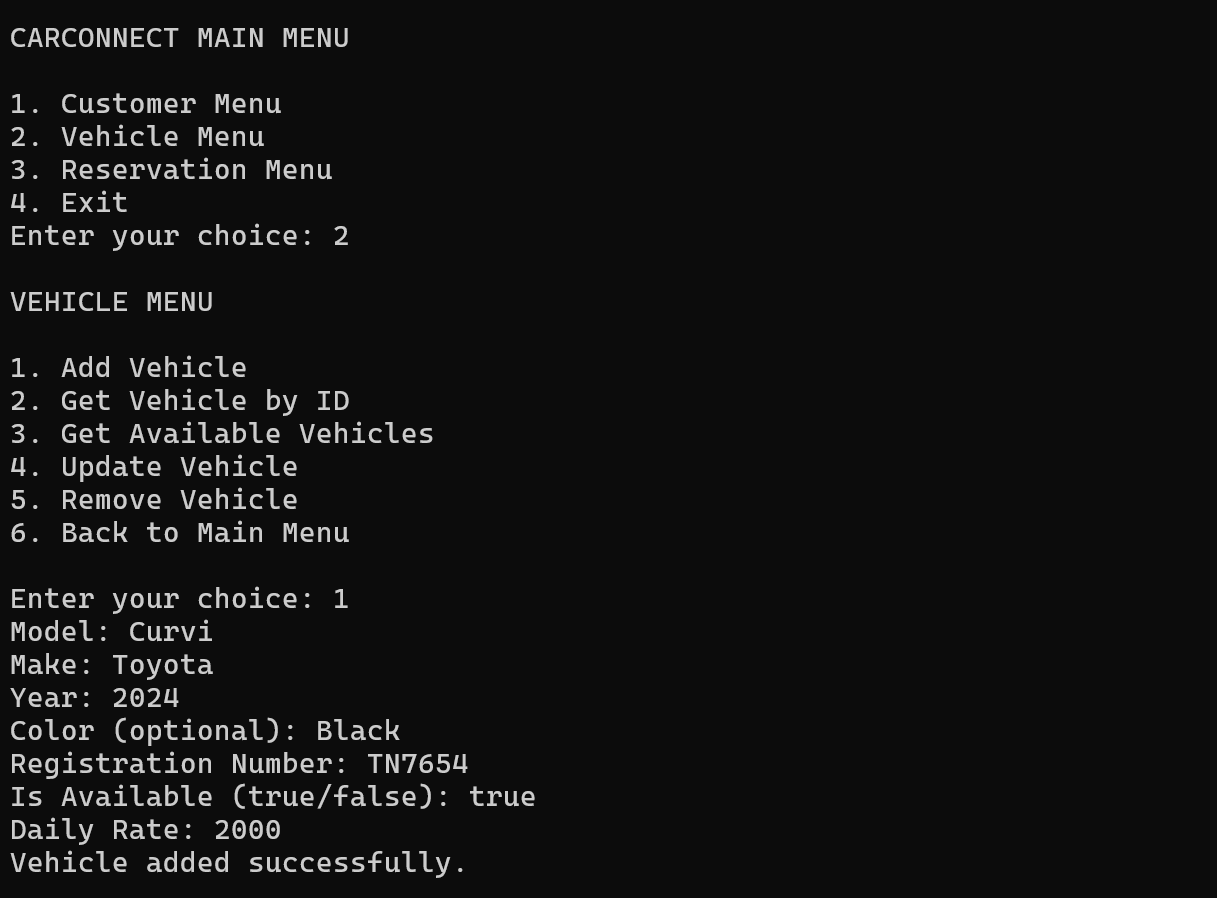 CARCONNECT MAIN MENU
1. Customer Menu
2. Vehicle Menu
3. Reservation Menu
4. Exit
Enter your choice: 2
VEHICLE MENU
1. Add Vehicle
2. Get Vehicle by ID
3. Get Available Vehicles
4. Update Vehicle
5. Remove Vehicle
6. Back to Main Menu
Enter your choice: 1
Model: Curvi
Make: Toyota
Year: 2024
Color (optional): Black
Registration Number: TN7654
Is Available (true/false): true
Daily Rate: 2000
Vehicle added successfully.